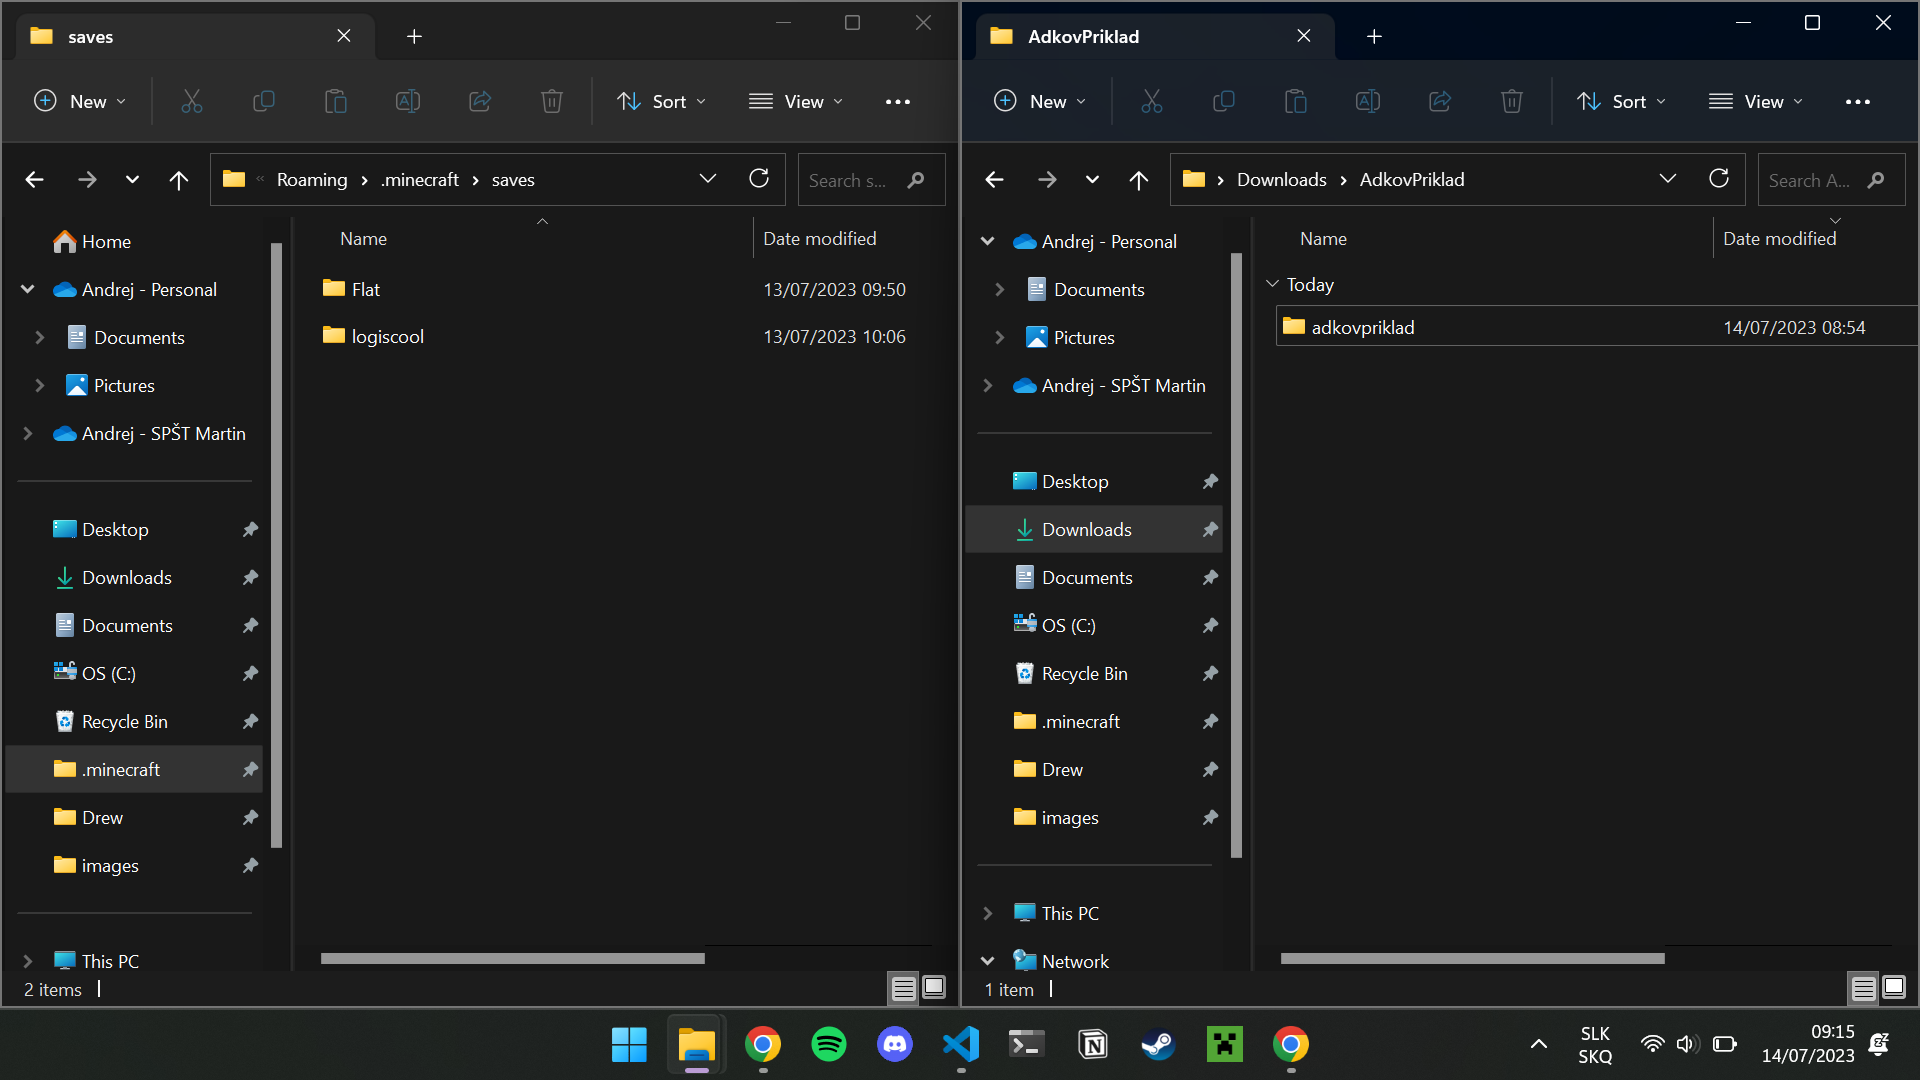 saves
New
Sort
View
Roaming
.minecraft
saves
Search s...
Home
Andrej - Personal
Documents
Pictures
Andrej - SPŠT Martin
Desktop
Downloads
Documents
OS (C:)
Recycle Bin
.minecraft
Drew
images
This PC
Name
Date modified
Flat
13/07/2023 09:50
logiscool
13/07/2023 10:06
2 items
AdkovPriklad
New
Sort
View
Downloads
AdkovPriklad
Search A...
Andrej - Personal
Documents
Pictures
Andrej - SPŠT Martin
Desktop
Downloads
Documents
OS (C:)
Recycle Bin
.minecraft
Drew
images
This PC
Network
Name
Date modified
Today
adkovpriklad
14/07/2023 08:54
1 item
SLK
SKQ
09:15
14/07/2023